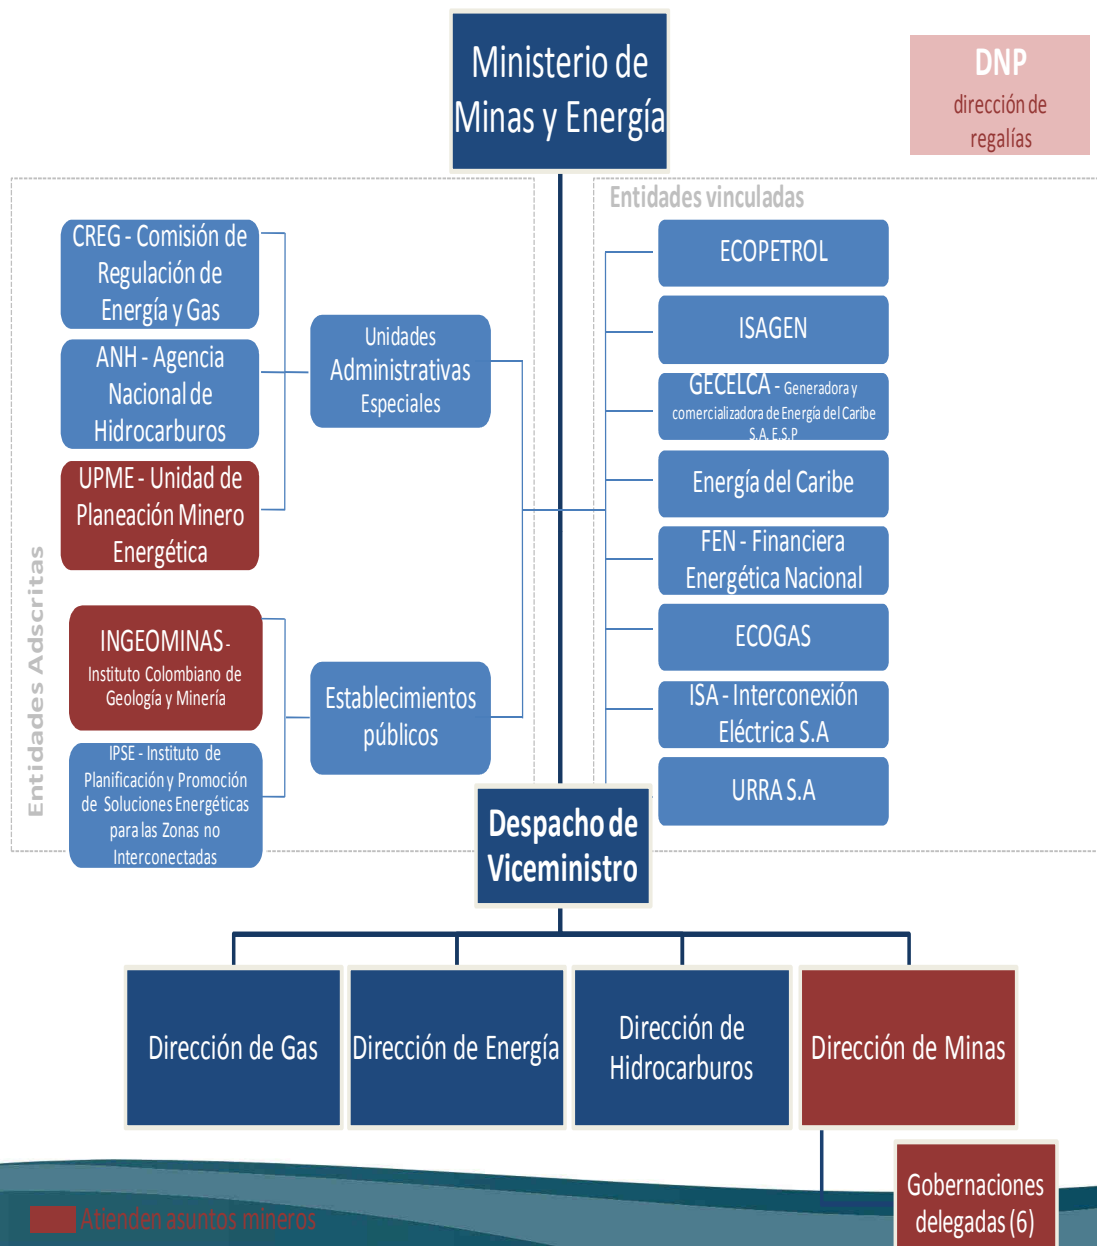 Ministerio de
Minas y Energía
DNP
dirección de
regalías
Entidades Adscritas
CREG - Comisión de
Regulación de
Energía y Gas
ANH - Agencia
Nacional de
Hidrocarburos
UPME - Unidad de
Planeación Minero
Energética
Unidades
Administrativas
Especiales
INGEOMINAS -
Instituto Colombiano de
Geología y Minería
IPSE - Instituto de
Planificación y Promoción
de Soluciones Energéticas
para las Zonas no
Interconectadas
Establecimientos
públicos
Entidades vinculadas
ECOPETROL
ISAGEN
GECELCA - Generadora y
comercializadora de Energía del Caribe
S.A. E.S.P
Energía del Caribe
FEN - Financiera
Energética Nacional
ECOGAS
ISA - Interconexión
Eléctrica S.A
URRA S.A
Despacho de
Viceministro
Dirección de Gas
Dirección de Energía
Dirección de
Hidrocarburos
Dirección de Minas
Gobernaciones
delegadas (6)
Atienden asuntos mineros